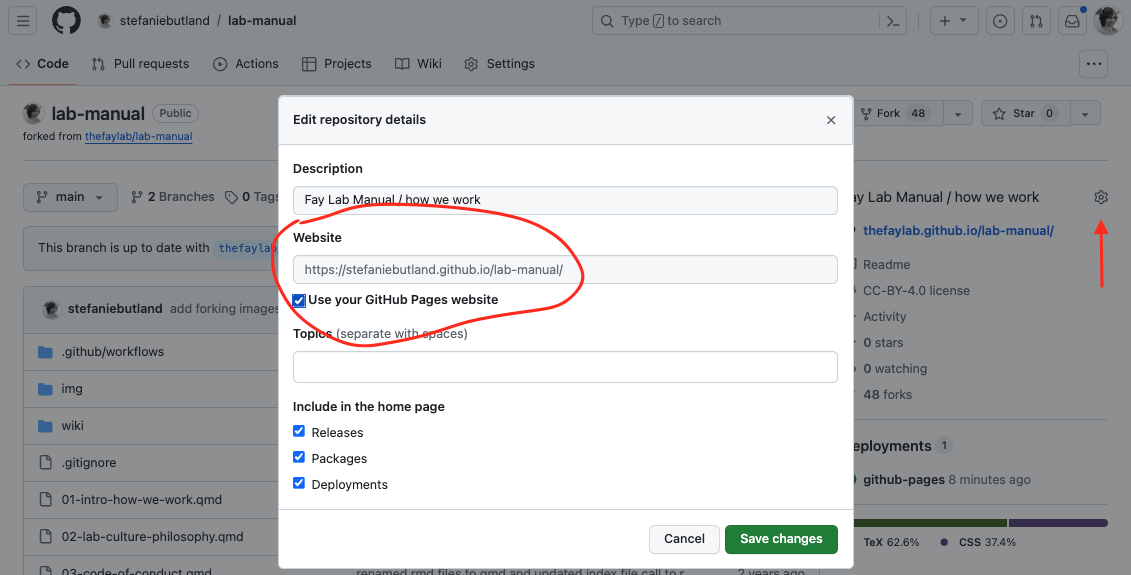 stefaniebutland / lab-manual
Type / to search
Code
Pull requests
Actions
Projects
Wiki
Settings
lab-manual Public
forked from thefaylab/lab-manual
Fork 48
Star 0
main
2 Branches
0 Tags
This branch is up to date with thefaylab
stefaniebutland add forking images
.github/workflows
img
wiki
.gitignore
01-intro-how-we-work.qmd
02-lab-culture-philosophy.qmd
03-code-of-conduct.qmd
renamed rmd files to qmd and updated index file call to r
2 years ago
Edit repository details
Description
Fay Lab Manual / how we work
Website
https://stefaniebutland.github.io/lab-manual/
Use your GitHub Pages website
Topics (separate with spaces)
Include in the home page
Releases
Packages
Deployments
Cancel
Save changes
ay Lab Manual / how we work
thefaylab.github.io/lab-manual/
Readme
CC-BY-4.0 license
Activity
0 stars
0 watching
48 forks
eployments 1
github-pages 8 minutes ago
TeX 62.6%
CSS 37.4%